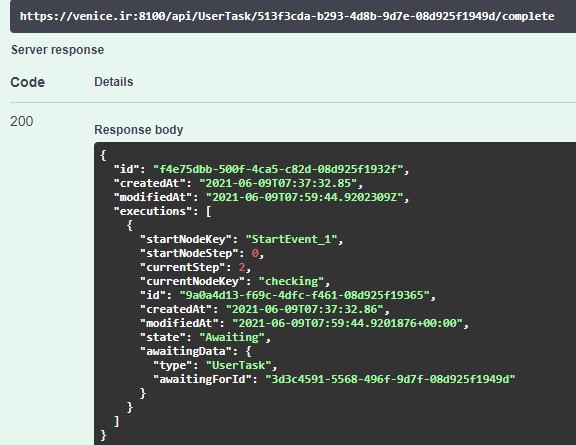 https://venice.ir:8100/api/UserTask/513f3cda-b293-4d8b-9d7e-08d925f1949d/complete
Server response
Code Details
200
Response body
{
  "id": "f4e75dbb-500f-4ca5-c82d-08d925f1932f",
  "createdAt": "2021-06-09T07:37:32.85",
  "modifiedAt": "2021-06-09T07:59:44.9202309Z",
  "executions": [
    {
      "startNodeKey": "StartEvent_1",
      "startNodeStep": 0,
      "currentStep": 2,
      "currentNodeKey": "checking",
      "id": "9a0a4d13-f69c-4dfc-f461-08d925f19365",
      "createdAt": "2021-06-09T07:37:32.86",
      "modifiedAt": "2021-06-09T07:59:44.9201876+00:00",
      "state": "Awaiting",
      "awaitingData": {
        "type": "UserTask",
        "awaitingForId": "3d3c4591-5568-496f-9d7f-08d925f1949d"
      }
    }
  ]
}